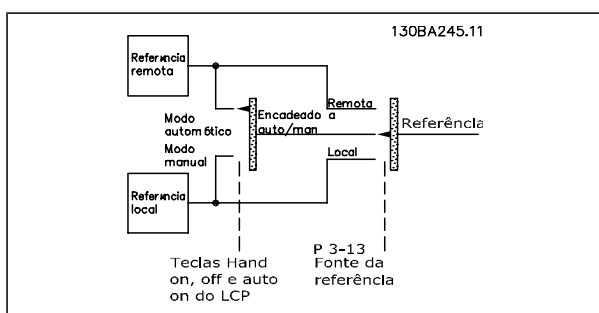 130BA245.11
Referência
remota
Remota
Modo
automático
Encadeado a
auto/man
Referência
Modo
manual
Local
Referência
local
Teclas Hand
on, off e auto
on do LCP
P 3-13
Fonte da
referência